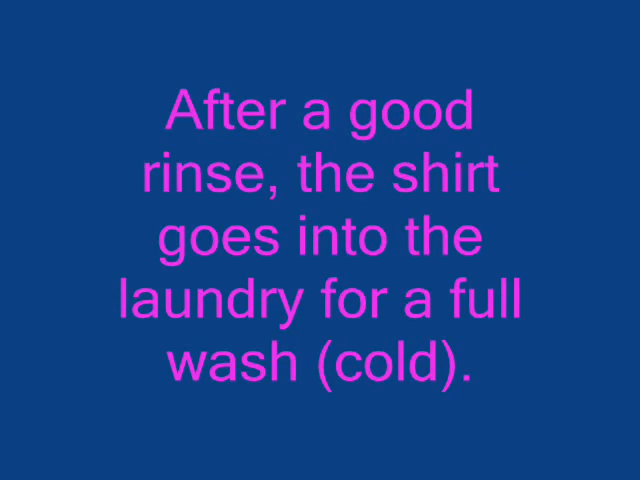 After a good
rinse, the shirt
goes into the
laundry for a full
wash (cold).